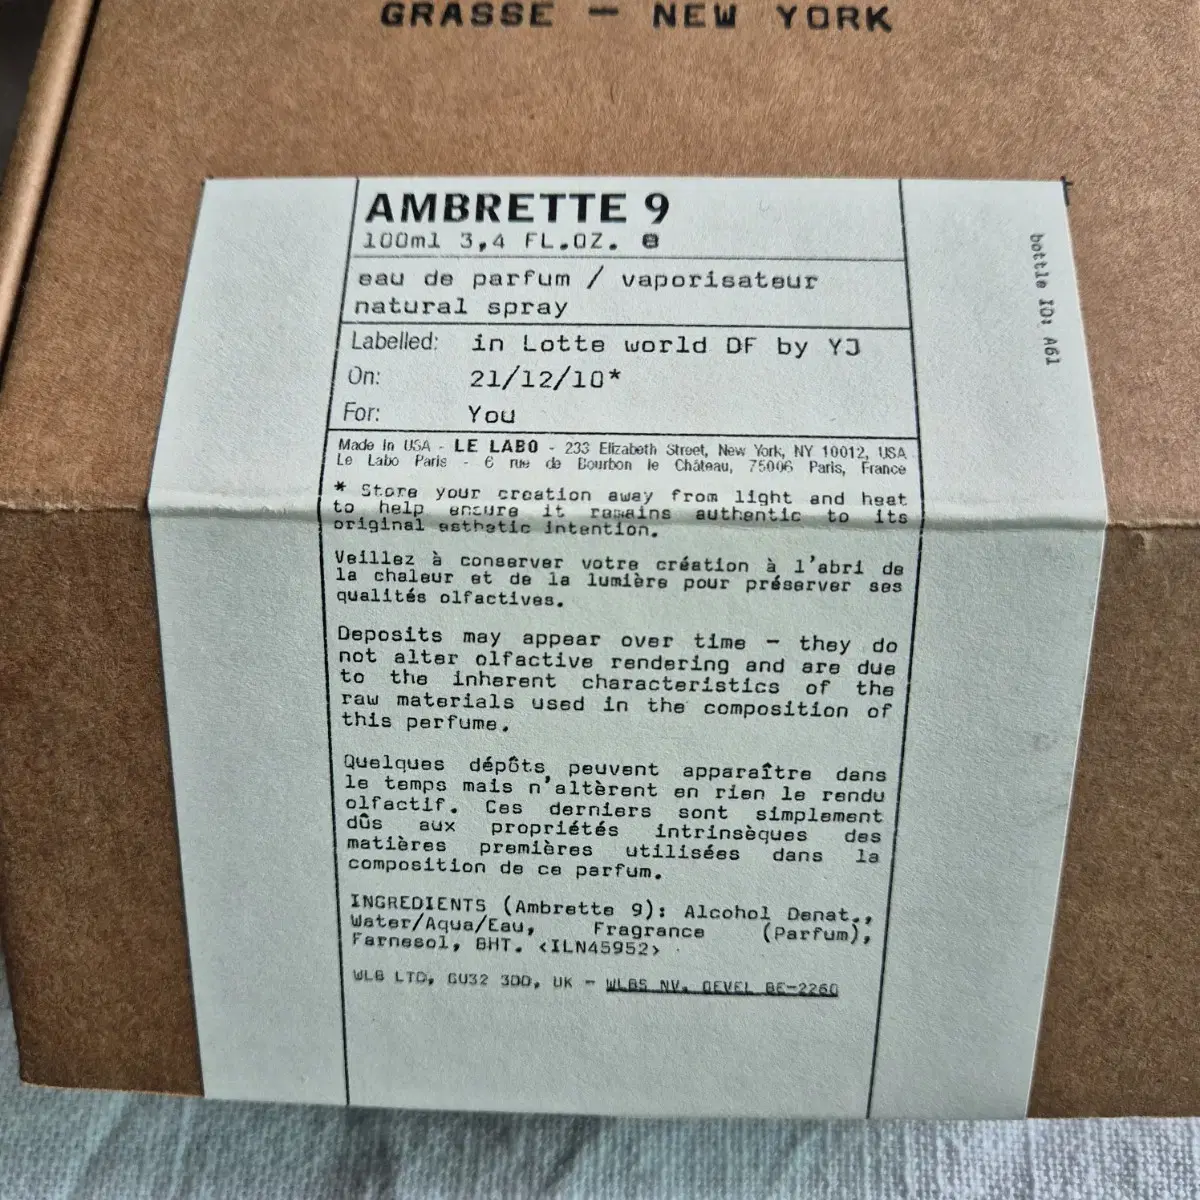 GRASSE — NEW YORK
AMBRETTE 9
100ml 3,4 FL.OZ. e
eau de parfum / vaporisateur
natural spray
Labelled: in Lotte world DF by YJ
On: 21/12/10*
For: You
bottle ID: A61
Made in USA - LE LABO - 233 Elizabeth Street, New York, NY 10012, USA
Le Labo Paris - 6 rue de Bourbon le Château, 75006 Paris, France
* Store your creation away from light and heat
to help ensure it remains authentic to its
original esthetic intention.
Veillez à conserver votre création à l'abri de
la chaleur et de la lumière pour préserver ses
qualités olfactives.
Deposits may appear over time — they do
not alter olfactive rendering and are due
to the inherent characteristics of the
raw materials used in the composition of
this perfume.
Quelques dépôts peuvent apparaître dans
le temps mais n'altèrent en rien le rendu
olfactif. Ces derniers sont simplement
dûs aux propriétés intrinsèques des
matières premières utilisées dans la
composition de ce parfum.
INGREDIENTS (Ambrette 9): Alcohol Denat.,
Water/Aqua/Eau, Fragrance (Parfum),
Farnesol, BHT. <ILN45952>
WLB LTD, GU32 3DD, UK - WLBS NV. GEVEL BE-2260